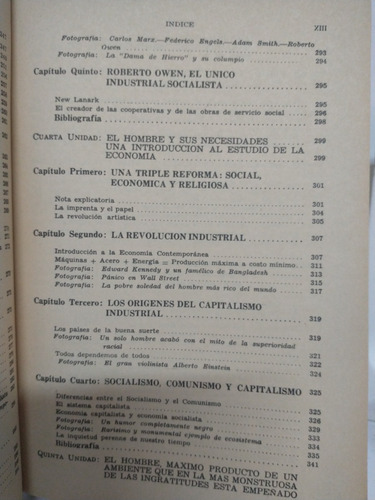 INDICE XIII
Fotografía: Carlos Marx.—Federico Engels.—Adam Smith.—Roberto
Owen ... 293
Fotografía: La "Dama de Hierro" y su columpio ... 294
Capítulo Quinto: ROBERTO OWEN, EL UNICO
INDUSTRIAL SOCIALISTA ... 295
New Lanark ... 295
El creador de las cooperativas y de las obras de servicio social ... 296
Bibliografía ... 298
CUARTA UNIDAD: EL HOMBRE Y SUS NECESIDADES
UNA INTRODUCCION AL ESTUDIO DE LA
ECONOMIA ... 299
Capítulo Primero: UNA TRIPLE REFORMA: SOCIAL,
ECONOMICA Y RELIGIOSA ... 301
Nota explicatoria ... 301
La imprenta y el papel ... 304
La revolución artística ... 305
Capítulo Segundo: LA REVOLUCION INDUSTRIAL ... 307
Introducción a la Economía Contemporánea ... 307
Máquinas + Acero + Energía = Producción máxima a costo mínimo ... 311
Fotografía: Edward Kennedy y un famélico de Bangladesh ... 313
Fotografía: Pánico en Wall Street ... 315
Fotografía: La pobre soledad del hombre más rico del mundo ... 317
Capítulo Tercero: LOS ORIGENES DEL CAPITALISMO
INDUSTRIAL ... 319
Los países de la buena suerte ... 319
Fotografía: Un solo hombre acabó con el mito de la superioridad
racial ... 321
Todos dependemos de todos ... 322
Fotografía: El gran violinista Alberto Einstein ... 324
Capítulo Cuarto: SOCIALISMO, COMUNISMO Y CAPITALISMO 325
Diferencias entre el Socialismo y el Comunismo ... 325
El sistema capitalista ... 326
Economía capitalista y economía socialista ... 328
Fotografía: Un humor completamente negro ... 329
Fotografía: Rarísimo y monumental ejemplo de ecosistema ... 333
La inquietud persons de nuestro tiempo ... 334
Bibliografía ... 335
QUINTA UNIDAD: EL HOMBRE, MAXIMO PRODUCTO DE UN 341
AMBIENTE QUE EN LA MAS MONSTRUOSA
DE LAS INGRATITUDES ESTA EMPEÑADO